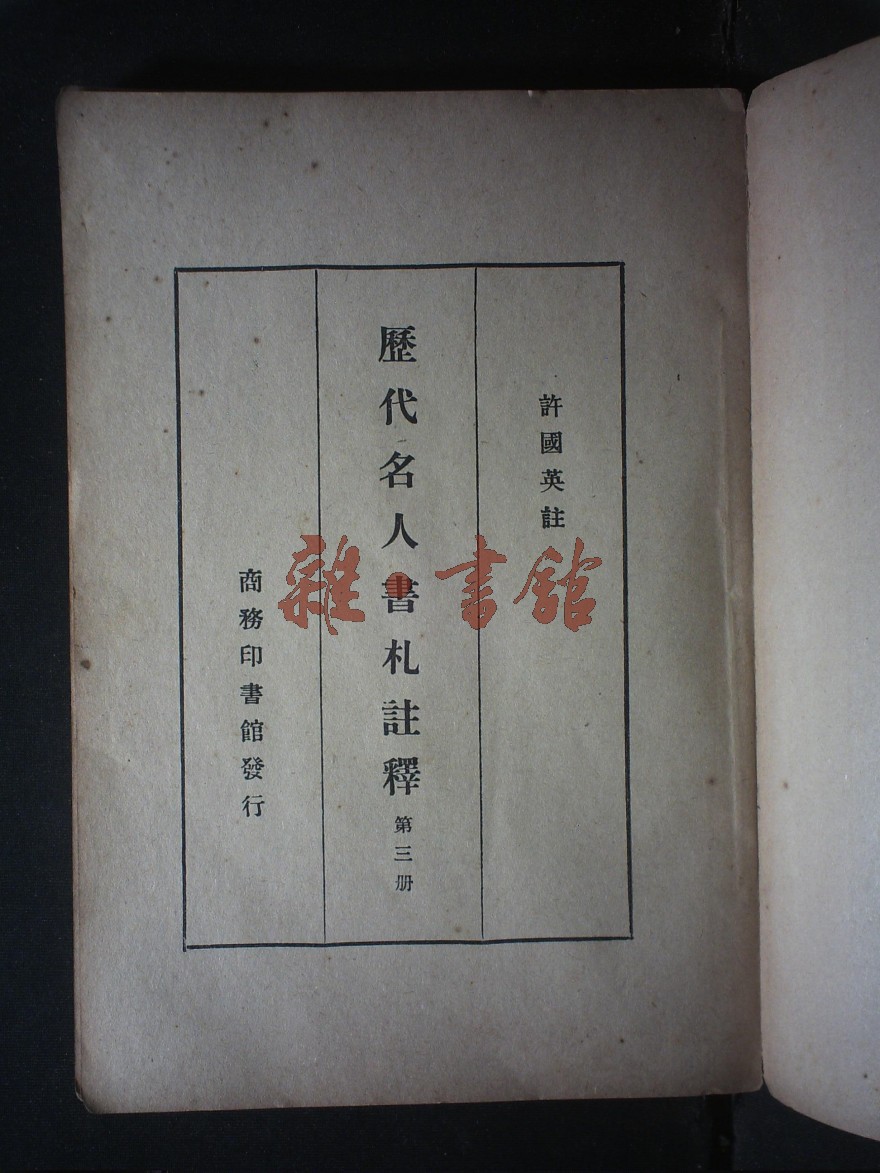 許國英註
歷代名人書札註釋 第三册
商務印書館發行
雜·書館